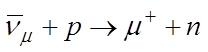 ν̄_μ + p → μ⁺ + n